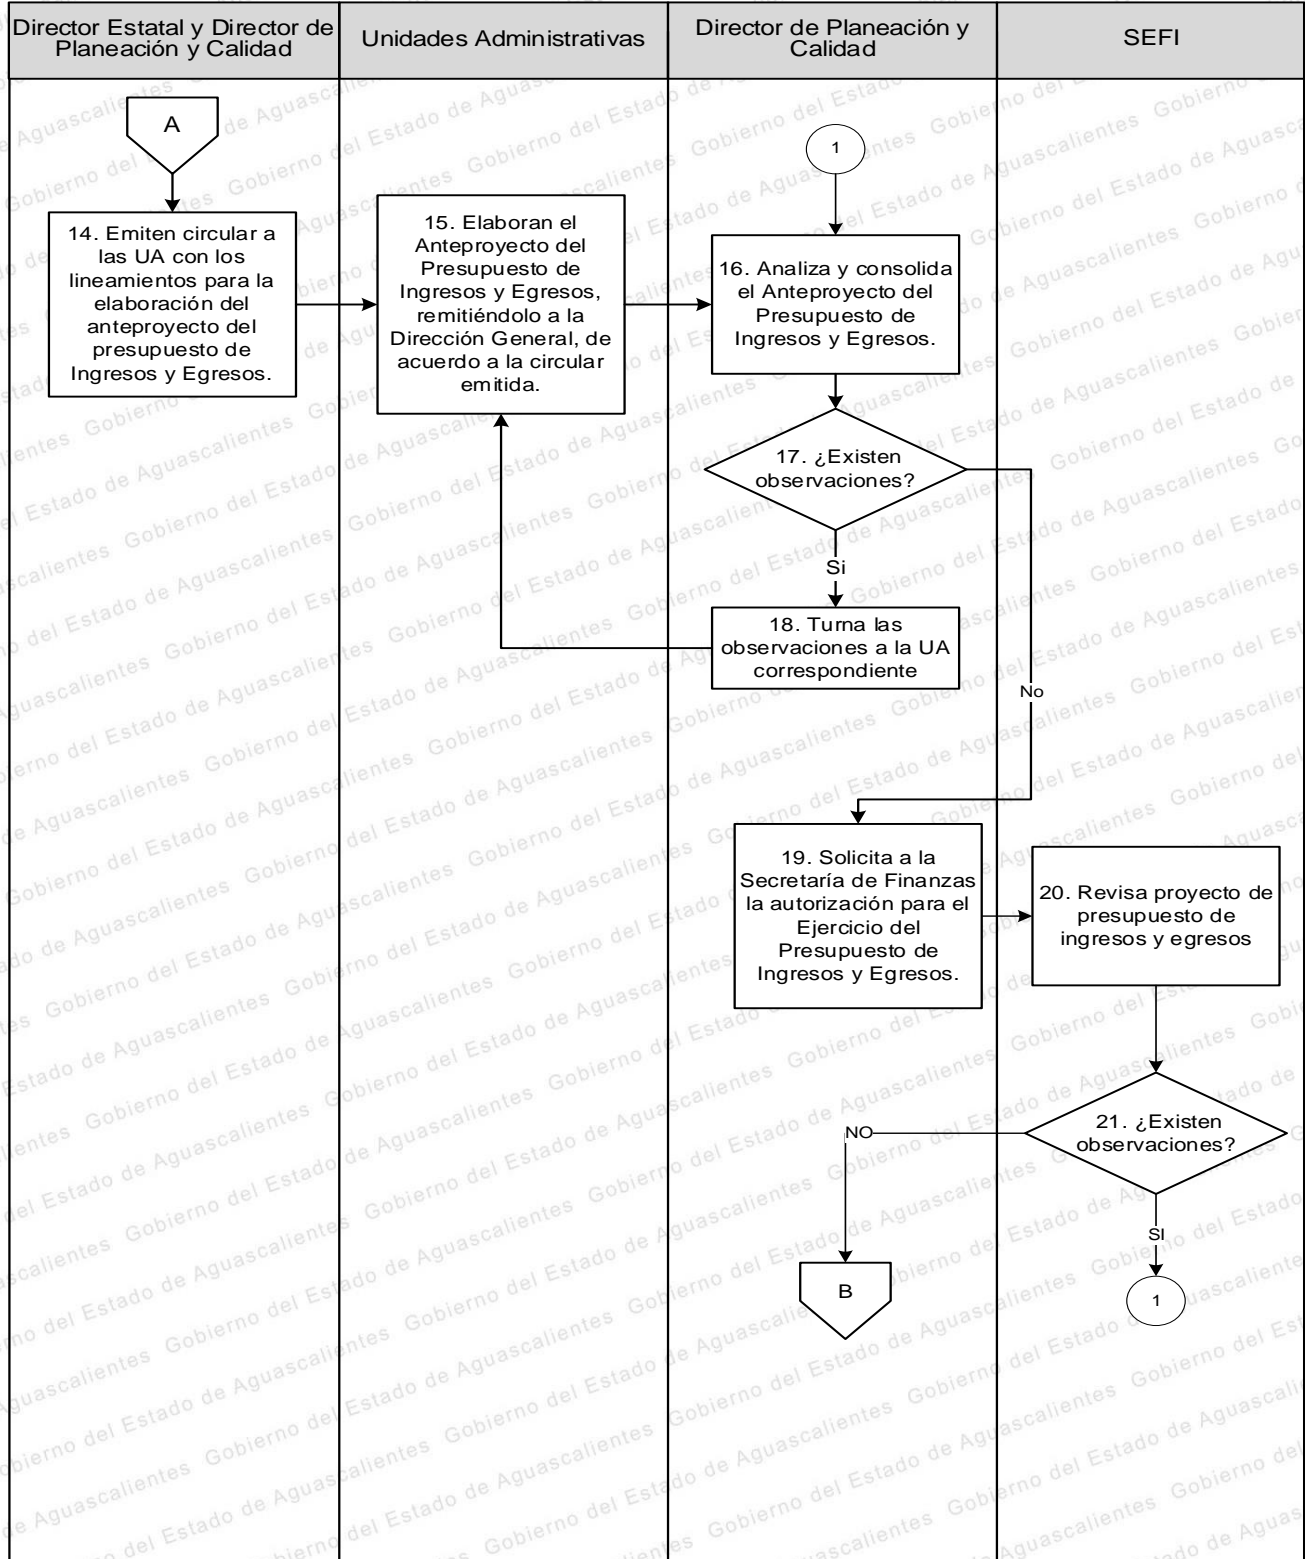 Director Estatal y Director de
Planeación y Calidad
Unidades Administrativas
Director de Planeación y
Calidad
SEFI
A
1
14. Emiten circular a
las UA con los
lineamientos para la
elaboración del
anteproyecto del
presupuesto de
Ingresos y Egresos.
15. Elaboran el
Anteproyecto del
Presupuesto de
Ingresos y Egresos,
remitiéndolo a la
Dirección General, de
acuerdo a la circular
emitida.
16. Analiza y consolida
el Anteproyecto del
Presupuesto de
Ingresos y Egresos.
17. ¿Existen
observaciones?
Si
18. Turna las
observaciones a la UA
correspondiente
No
19. Solicita a la
Secretaría de Finanzas
la autorización para el
Ejercicio del
Presupuesto de
Ingresos y Egresos.
20. Revisa proyecto de
presupuesto de
ingresos y egresos
21. ¿Existen
observaciones?
NO
SI
B
1
Gobierno del Estado de Aguascalientes